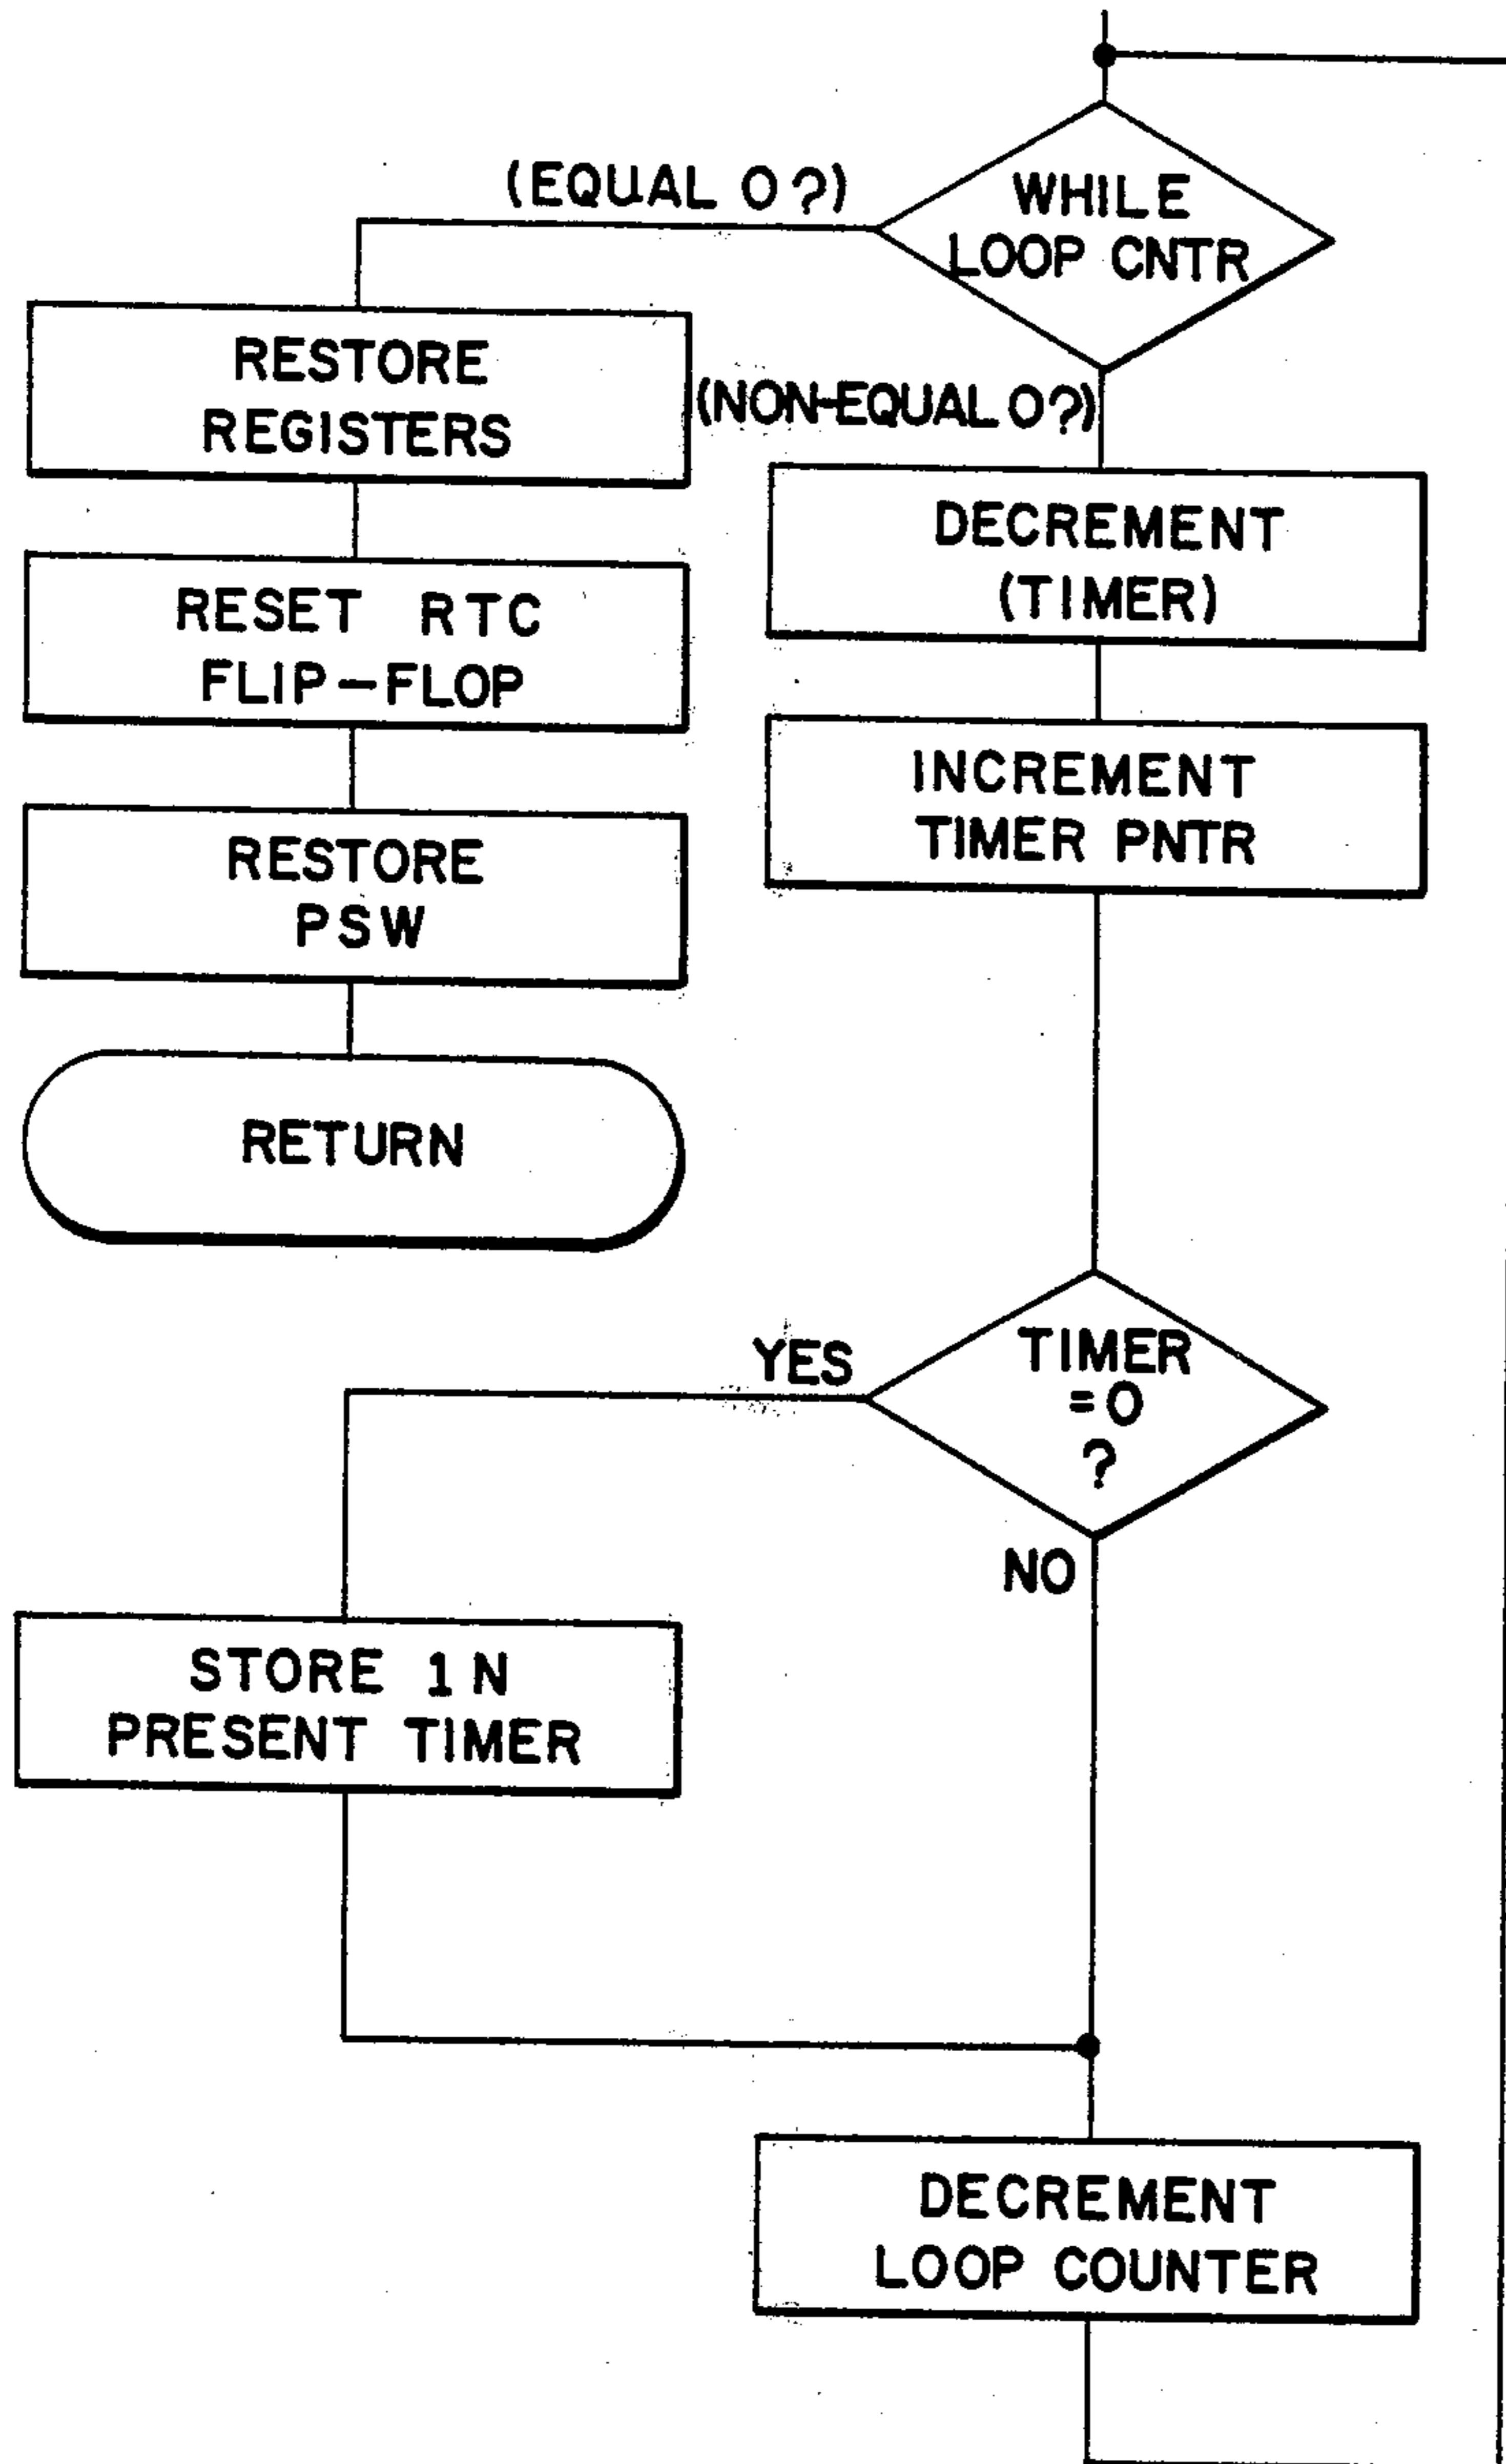 WHILE
LOOP CNTR
(EQUAL 0?)
RESTORE
REGISTERS
(NON-EQUAL 0?)
DECREMENT
(TIMER)
RESET RTC
FLIP-FLOP
INCREMENT
TIMER PNTR
RESTORE
PSW
RETURN
TIMER
=0
?
YES
NO
STORE 1 N
PRESENT TIMER
DECREMENT
LOOP COUNTER